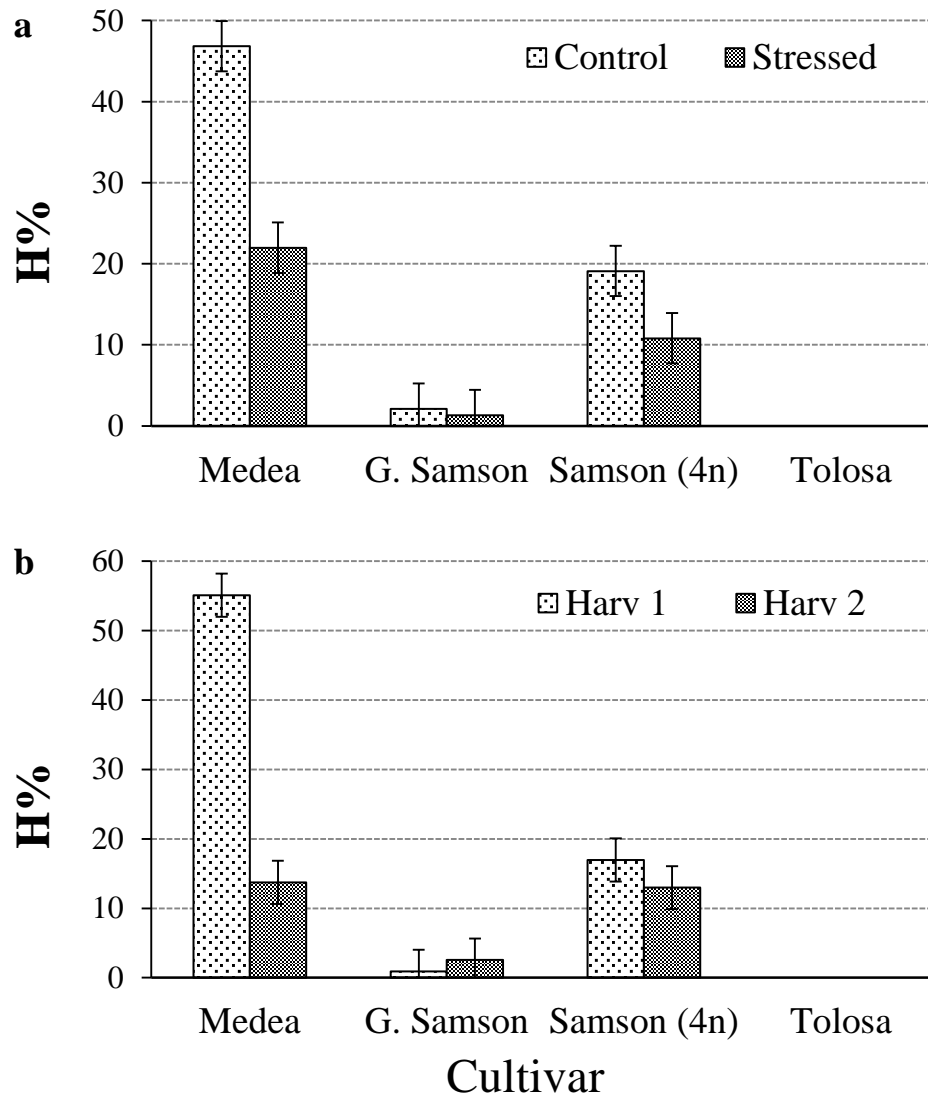 a
50
40
30
20
10
0
H%
Control Stressed
Medea G. Samson Samson (4n) Tolosa
b
60
50
40
30
20
10
0
H%
Harv 1 Harv 2
Medea G. Samson Samson (4n) Tolosa
Cultivar